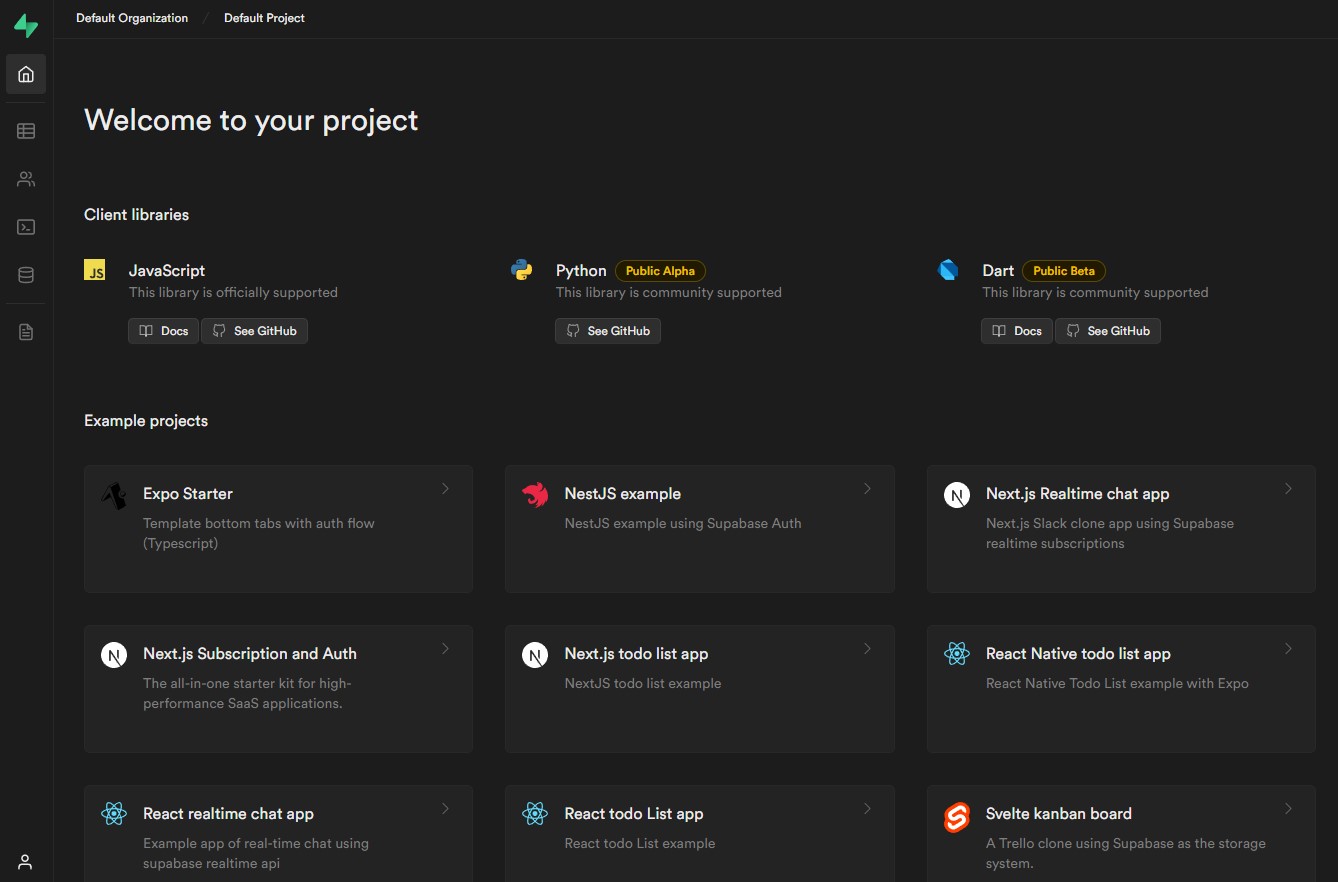 Default Organization / Default Project
Welcome to your project
Client libraries
JS
JavaScript
This library is officially supported
Docs
See GitHub
Python Public Alpha
This library is community supported
See GitHub
Dart Public Beta
This library is community supported
Docs
See GitHub
Example projects
Expo Starter
Template bottom tabs with auth flow
(Typescript)
NestJS example
NestJS example using Supabase Auth
N
Next.js Realtime chat app
Next.js Slack clone app using Supabase
realtime subscriptions
N
Next.js Subscription and Auth
The all-in-one starter kit for high-
performance SaaS applications.
N
Next.js todo list app
NextJS todo list example
React Native todo list app
React Native Todo List example with Expo
React realtime chat app
Example app of real-time chat using
supabase realtime api
React todo List app
React todo List example
Svelte kanban board
A Trello clone using Supabase as the storage
system.